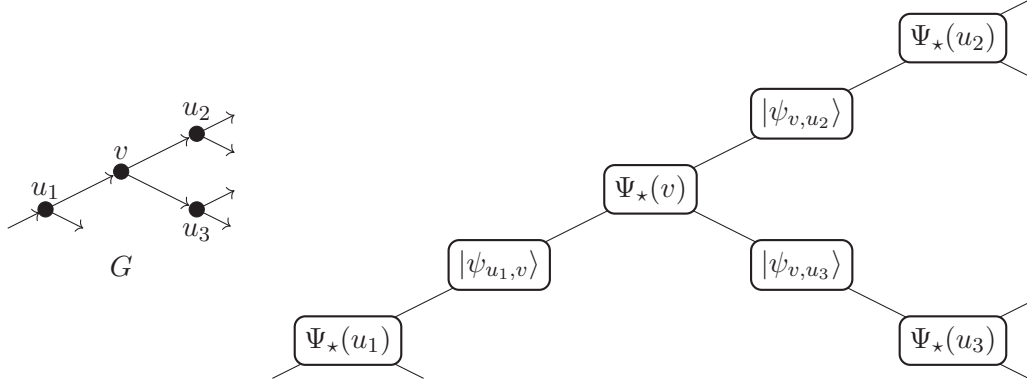 u₂
v
u₁
u₃
G
Ψ⋆(u₂)
|ψᵥ,ᵤ₂⟩
Ψ⋆(v)
|ψᵤ₁,ᵥ⟩
|ψᵥ,ᵤ₃⟩
Ψ⋆(u₁)
Ψ⋆(u₃)